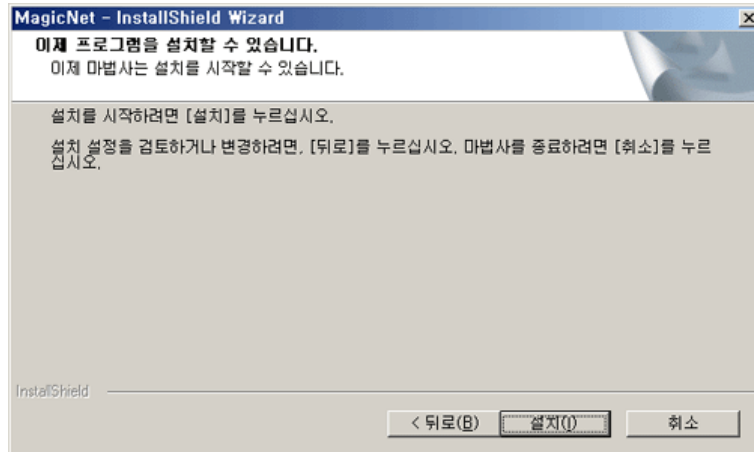 MagicNet - InstallShield Wizard
이제 프로그램을 설치할 수 있습니다.
이제 마법사는 설치를 시작할 수 있습니다.
설치를 시작하려면 [설치]를 누르십시오.
설치 설정을 검토하거나 변경하려면, [뒤로]를 누르십시오. 마법사를 종료하려면 [취소]를 누르
십시오.
InstallShield
< 뒤로(B) 설치(I) 취소